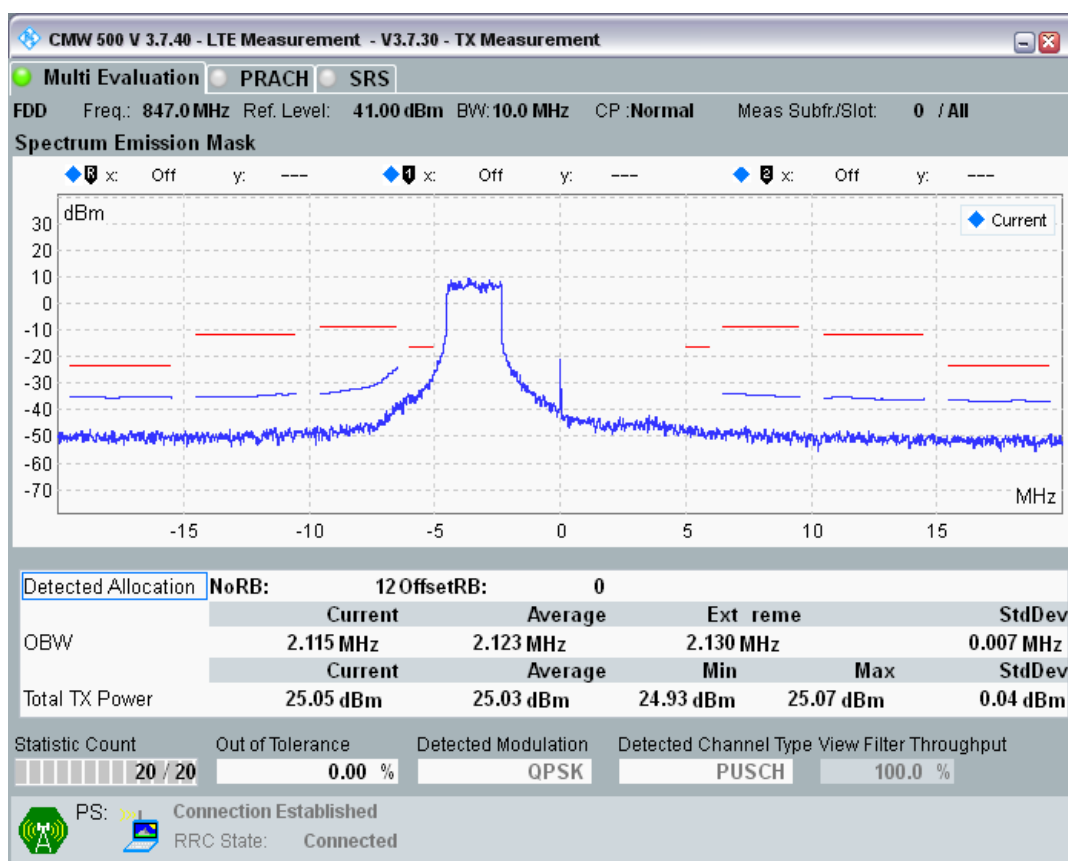 CMW 500 V 3.7.40 - LTE Measurement - V3.7.30 - TX Measurement
Multi Evaluation PRACH SRS
FDD Freq.: 847.0 MHz Ref. Level: 41.00 dBm BW: 10.0 MHz CP :Normal Meas Subfr./Slot: 0 / All
Spectrum Emission Mask
R x: Off y: --- 1 x: Off y: --- 2 x: Off y: ---
dBm
Current
30
20
10
0
-10
-20
-30
-40
-50
-60
-70
MHz
-15 -10 -5 0 5 10 15
Detected Allocation NoRB: 12 OffsetRB: 0
Current Average Ext reme StdDev
OBW 2.115 MHz 2.123 MHz 2.130 MHz 0.007 MHz
Current Average Min Max StdDev
Total TX Power 25.05 dBm 25.03 dBm 24.93 dBm 25.07 dBm 0.04 dBm
Statistic Count Out of Tolerance Detected Modulation Detected Channel Type View Filter Throughput
20 / 20 0.00 % QPSK PUSCH 100.0 %
PS: Connection Established
RRC State: Connected